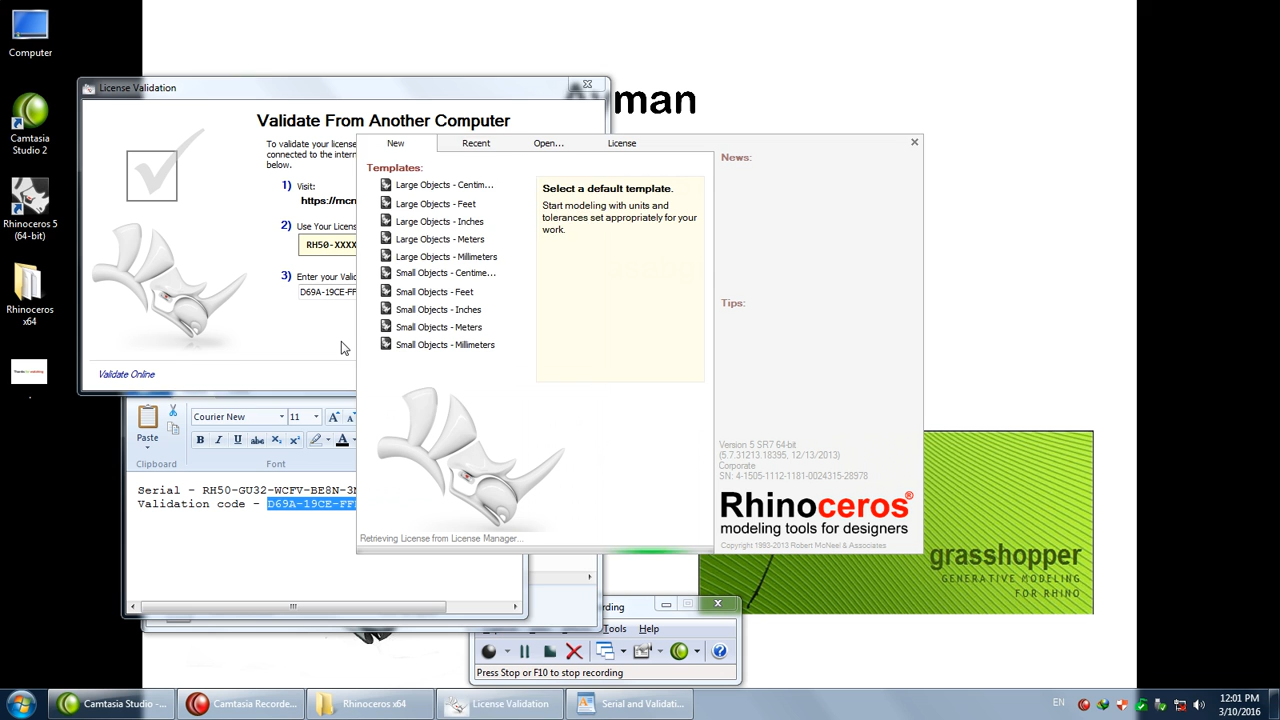 Computer
Camtasia
Studio 2
Rhinoceros 5
(64-bit)
Rhinoceros
x64
.
License Validation
man
Validate From Another Computer
To validate your license
connected to the intern
below.
1) Visit:
https://mcn
2) Use Your Licens
RH50-XXXX
3) Enter your Valid
D69A-19CE-FF
Validate Online
New
Recent
Open...
License
Templates:
Large Objects - Centim...
Large Objects - Feet
Large Objects - Inches
Large Objects - Meters
Large Objects - Millimeters
Small Objects - Centime...
Small Objects - Feet
Small Objects - Inches
Small Objects - Meters
Small Objects - Millimeters
Select a default template.
Start modeling with units and
tolerances set appropriately for your
work.
News:
Tips:
Version 5 SR7 64-bit
(5.7.31213.18395, 12/13/2013)
Corporate
SN: 4-1505-1112-1181-0024315-28978
Rhinoceros®
modeling tools for designers
Copyright 1993-2013 Robert McNeel & Associates
Retrieving License from License Manager...
Paste
Clipboard
Courier New
11
B I U abc X₂ X²
A
Font
Serial - RH50-GU32-WCFV-BE8N-3
Validation code - D69A-19CE-FF
grasshopper
GENERATIVE MODELING
FOR RHINO
ording
Tools
Help
Press Stop or F10 to stop recording
Camtasia Studio -...
Camtasia Recorde...
Rhinoceros x64
License Validation
Serial and Validati...
EN
12:01 PM
3/10/2016